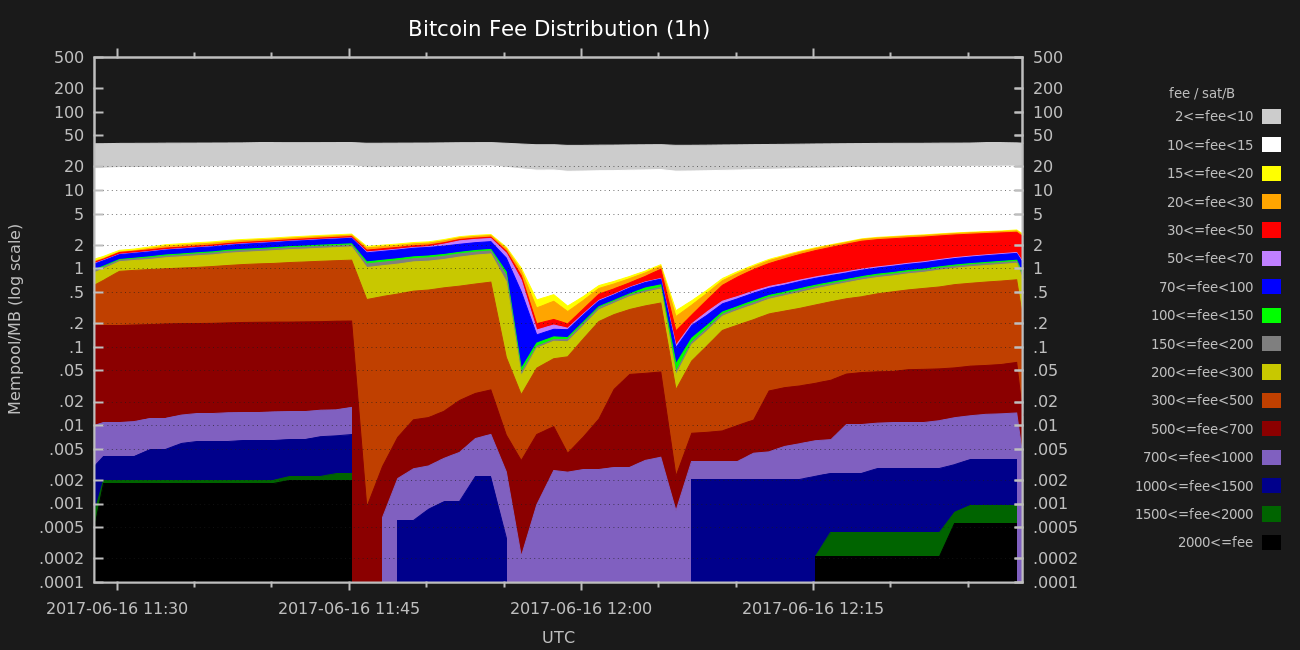 Bitcoin Fee Distribution (1h)
500 500
200 200
100 100
50 50
20 20
10 10
5 5
2 2
1 1
.5 .5
.2 .2
.1 .1
.05 .05
.02 .02
.01 .01
.005 .005
.002 .002
.001 .001
.0005 .0005
.0002 .0002
.0001 .0001
Mempool/MB (log scale)
2017-06-16 11:30 2017-06-16 11:45 2017-06-16 12:00 2017-06-16 12:15
UTC
fee / sat/B
2<=fee<10
10<=fee<15
15<=fee<20
20<=fee<30
30<=fee<50
50<=fee<70
70<=fee<100
100<=fee<150
150<=fee<200
200<=fee<300
300<=fee<500
500<=fee<700
700<=fee<1000
1000<=fee<1500
1500<=fee<2000
2000<=fee